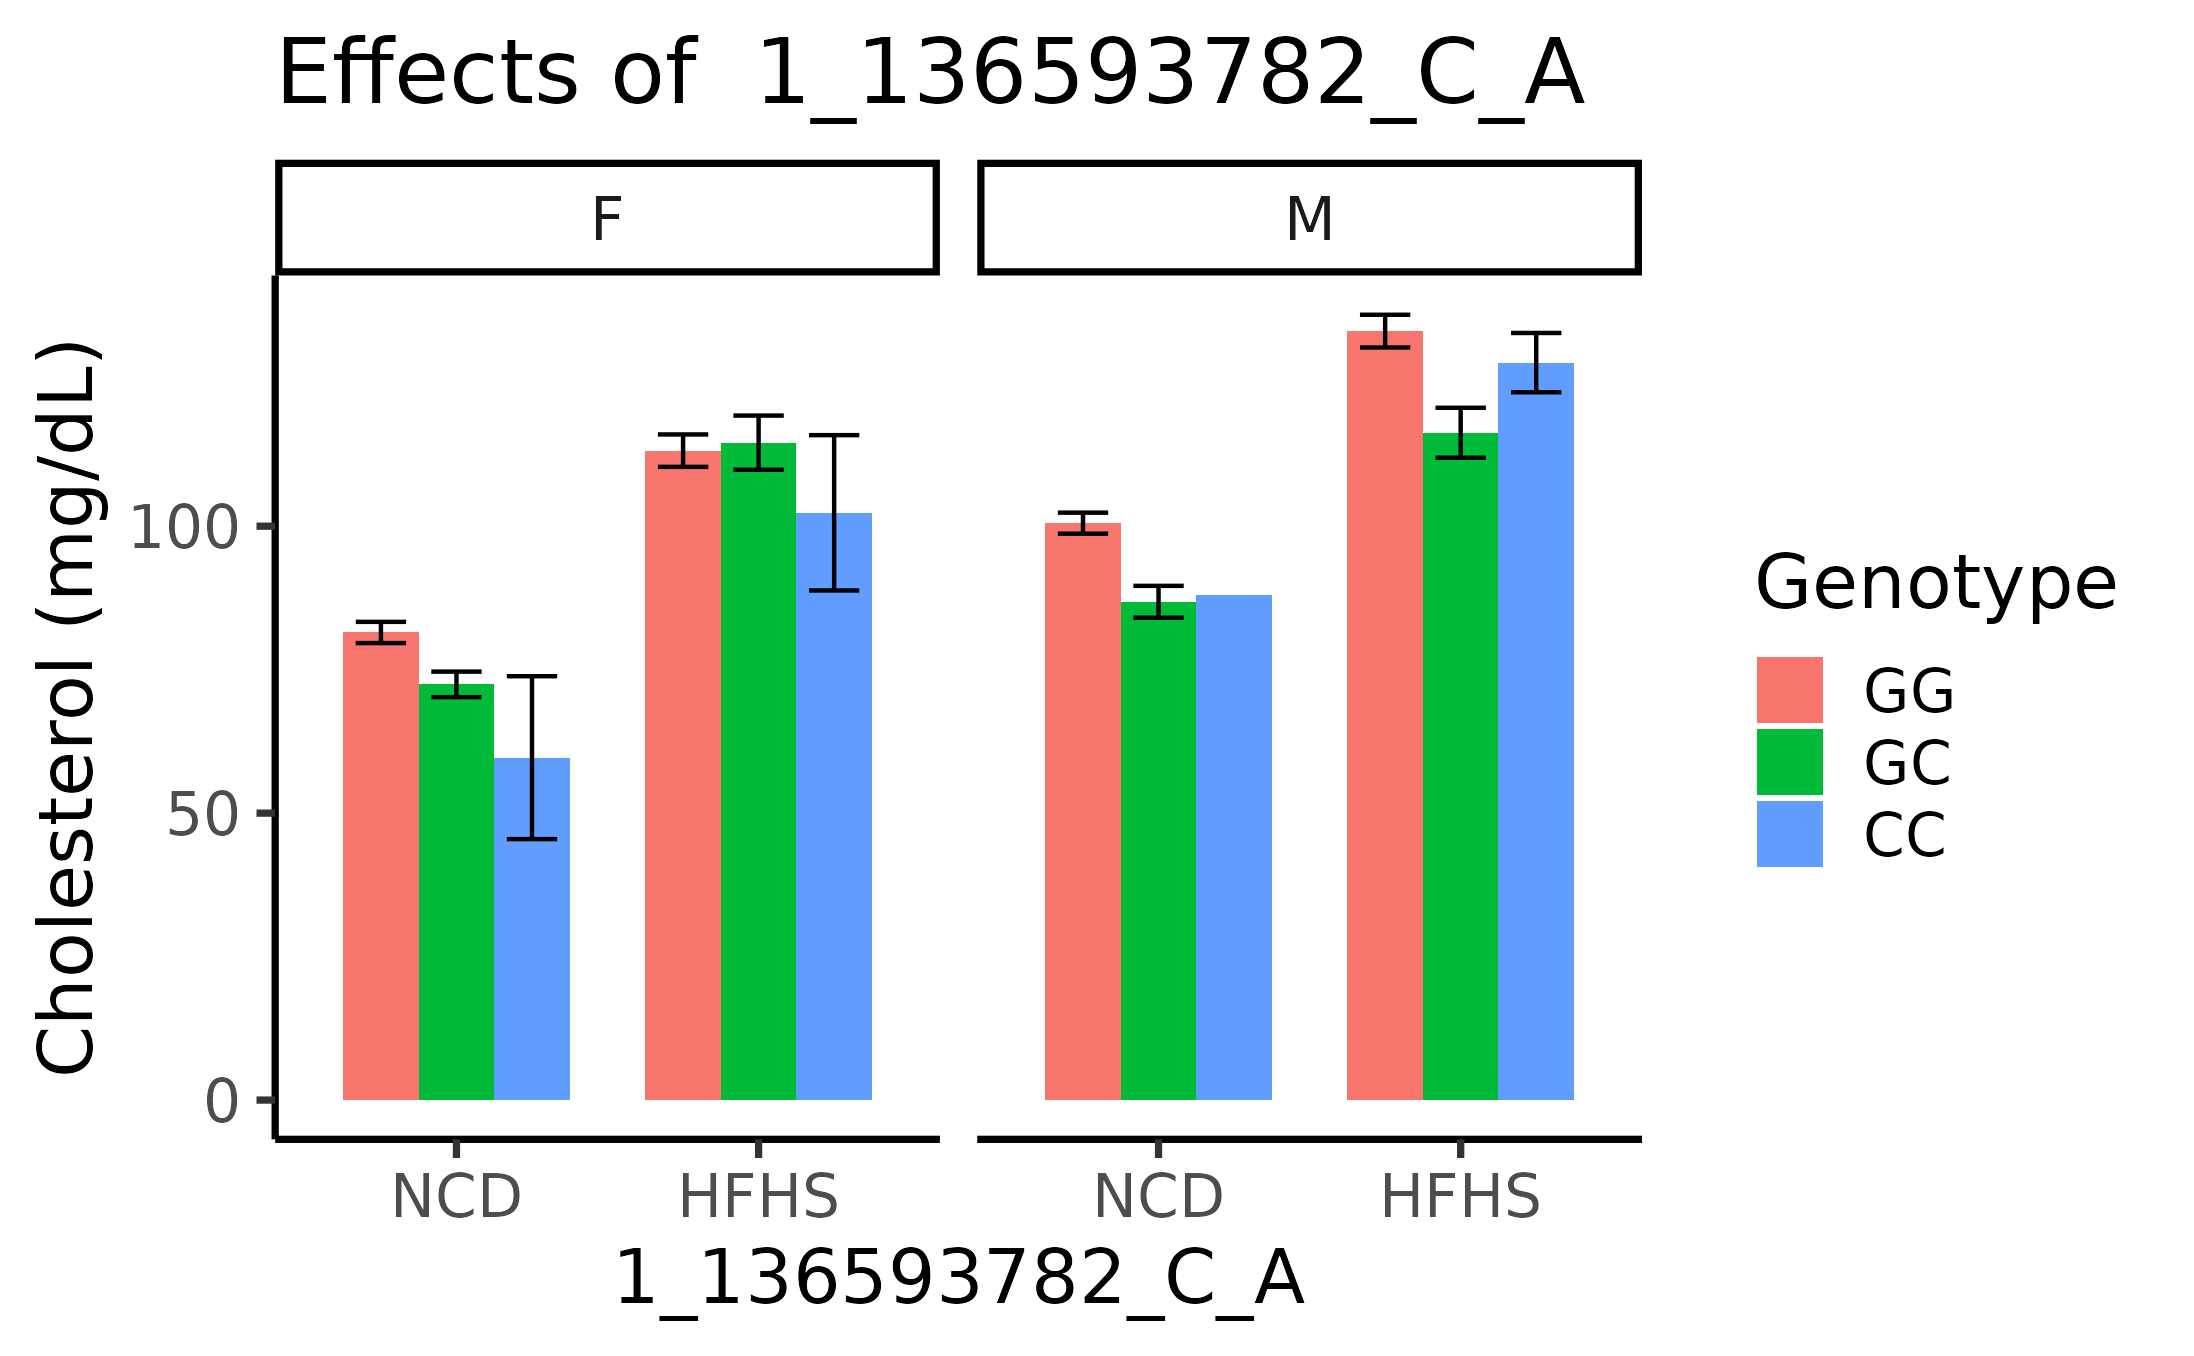 Effects of  1_136593782_C_A
F
M
Cholesterol (mg/dL)
100
50
0
NCD
HFHS
NCD
HFHS
1_136593782_C_A
Genotype
GG
GC
CC